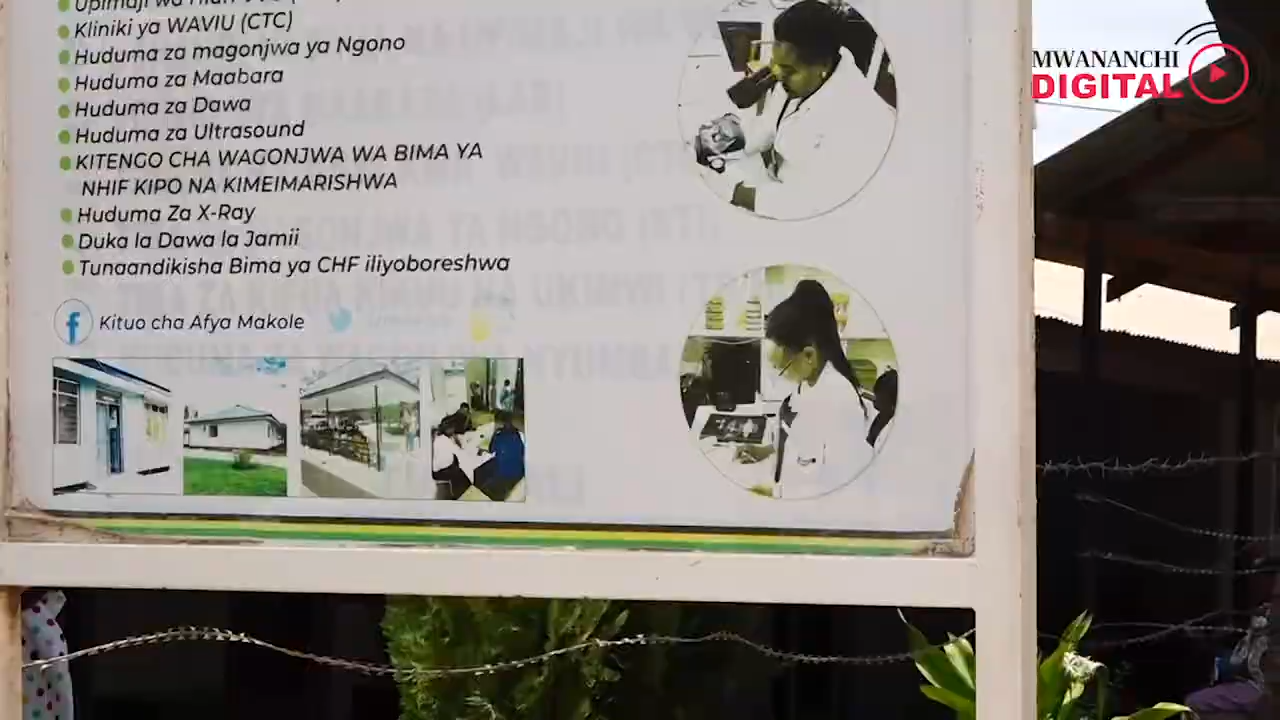 Upimaji wa
Kliniki ya WAVIU (CTC)
Huduma za magonjwa ya Ngono
Huduma za Maabara
Huduma za Dawa
Huduma za Ultrasound
KITENGO CHA WAGONJWA WA BIMA YA
NHIF KIPO NA KIMEIMARISHWA
Huduma Za X-Ray
Duka la Dawa la Jamii
Tunaandikisha Bima ya CHF iliyoboreshwa
f Kituo cha Afya Makole
MWANANCHI
DIGITAL